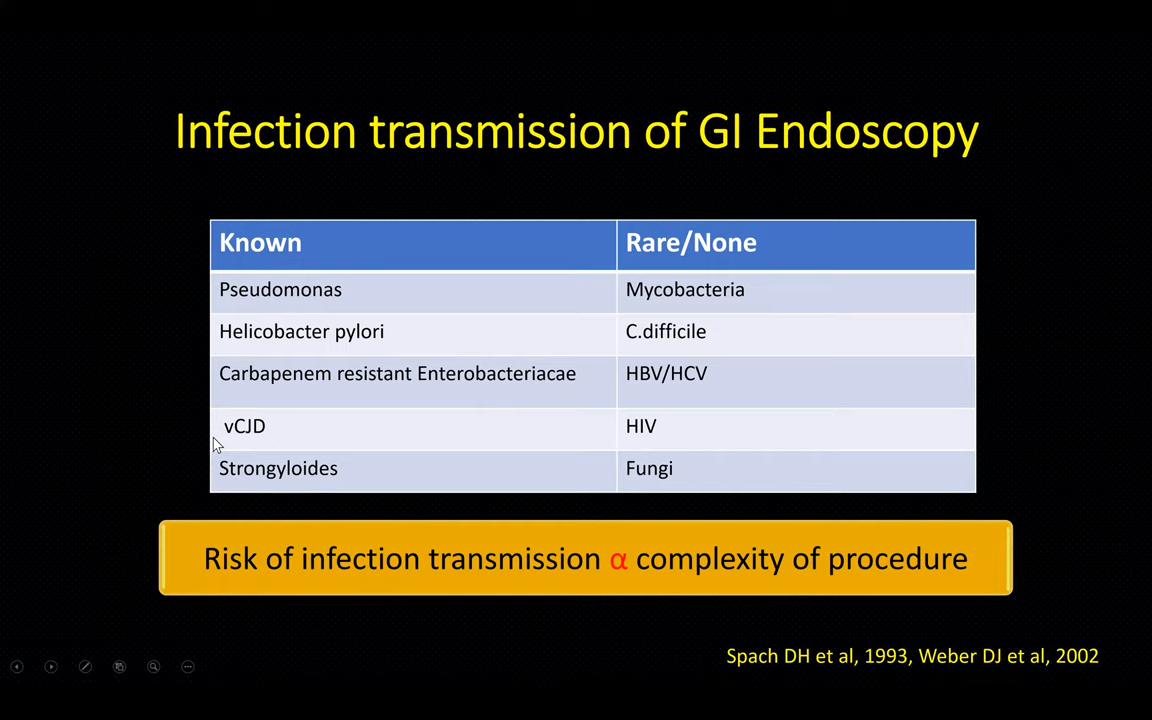 Infection transmission of GI Endoscopy
Known Rare/None
Pseudomonas Mycobacteria
Helicobacter pylori C.difficile
Carbapenem resistant Enterobacteriacae HBV/HCV
vCJD HIV
Strongyloides Fungi
Risk of infection transmission α complexity of procedure
Spach DH et al, 1993, Weber DJ et al, 2002